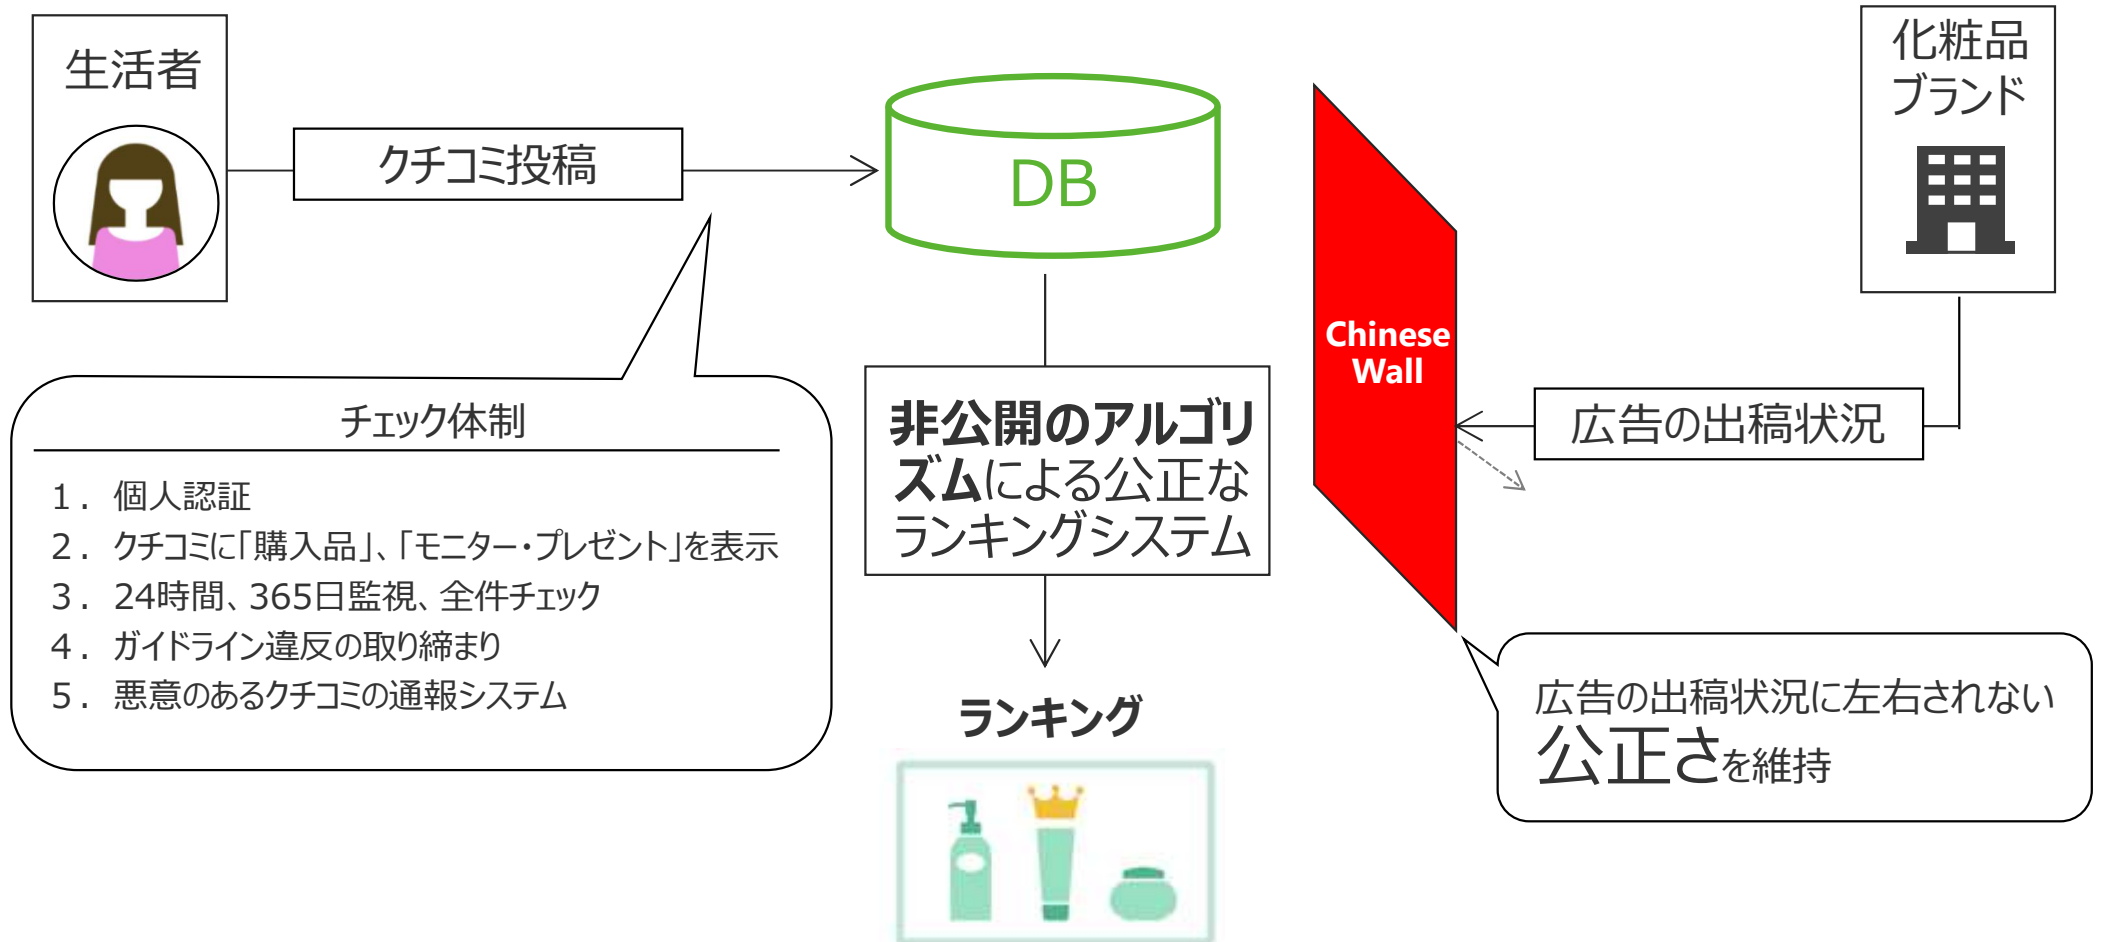 生活者
クチコミ投稿
DB
化粧品
ブランド
Chinese
Wall
広告の出稿状況
チェック体制
１．個人認証
２．クチコミに「購入品」、「モニター・プレゼント」を表示
３．24時間、365日監視、全件チェック
４．ガイドライン違反の取り締まり
５．悪意のあるクチコミの通報システム
非公開のアルゴリ
ズムによる公正な
ランキングシステム
ランキング
広告の出稿状況に左右されない
公正さを維持